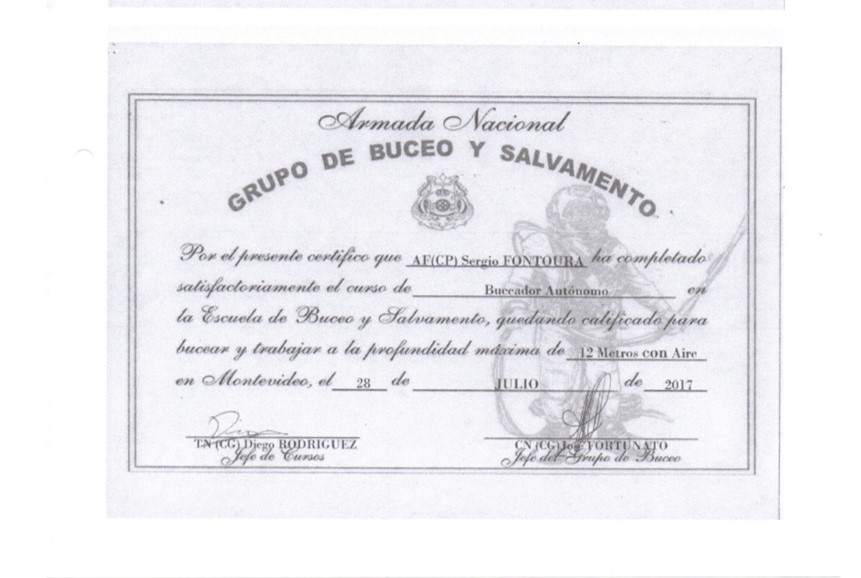 Armada Nacional
GRUPO DE BUCEO Y SALVAMENTO
Por el presente certifico que AF(CP) Sergio FONTOURA ha completado
satisfactoriamente el curso de Buceador Autónomo en
la Escuela de Buceo y Salvamento, quedando calificado para
bucear y trabajar a la profundidad máxima de 12 Metros con Aire
en Montevideo, el 28 de JULIO de 2017
TN (CG) Diego RODRIGUEZ
Jefe de Cursos
CN (CG) José FORTUNATO
Jefe del Grupo de Buceo